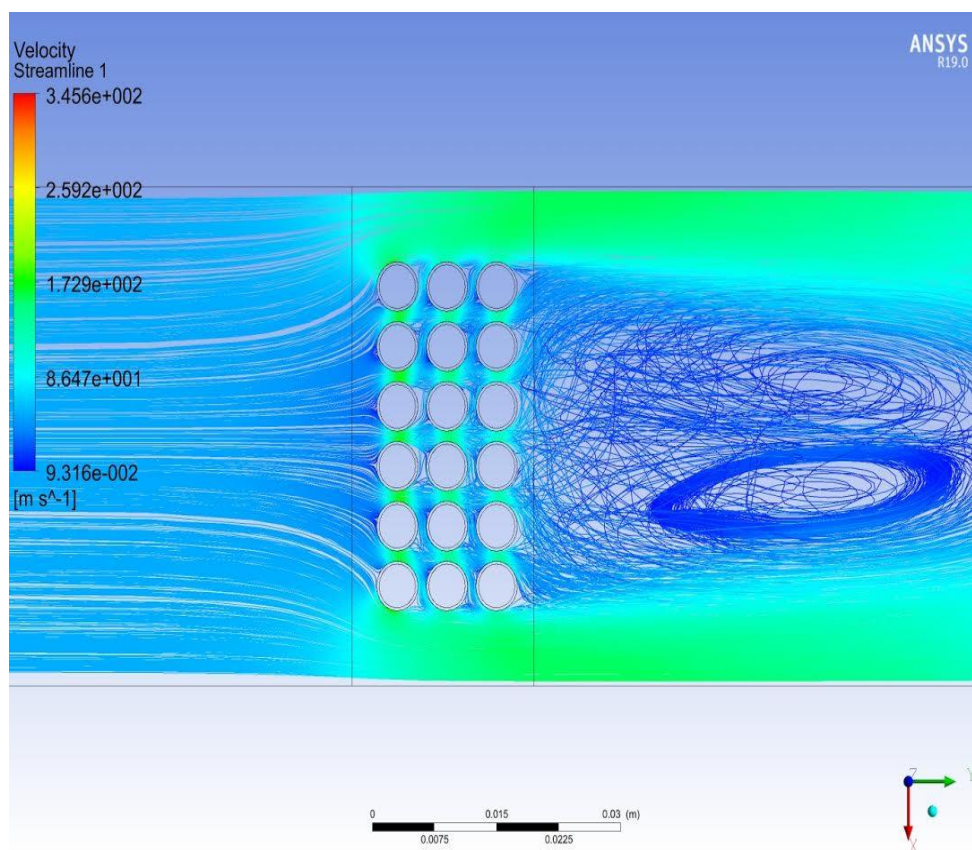 ANSYS
R19.0
Velocity
Streamline 1
3.456e+002
2.592e+002
1.729e+002
8.647e+001
9.316e-002
[m s^-1]
0 0.015 0.03 (m)
0.0075 0.0225
Z Y
X